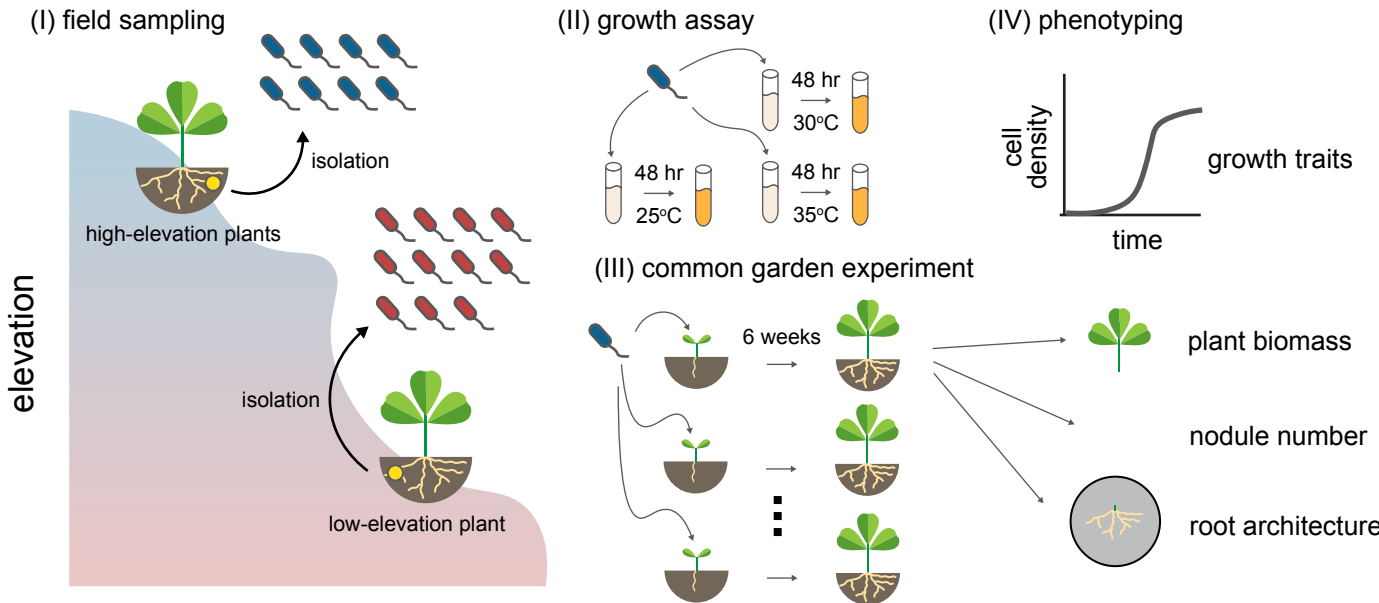 (I) field sampling
isolation
high-elevation plants
elevation
isolation
low-elevation plant
(II) growth assay
48 hr
30°C
48 hr
25°C
48 hr
35°C
(III) common garden experiment
6 weeks
(IV) phenotyping
cell
density
time
growth traits
plant biomass
nodule number
root architecture